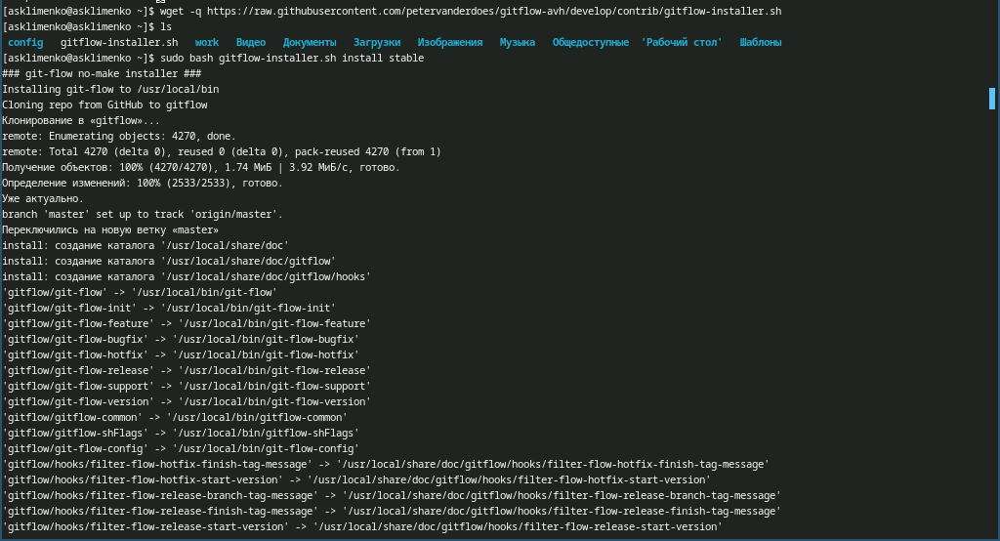 [asklimenko@asklimenko ~]$ wget -q https://raw.githubusercontent.com/petervanderdoes/gitflow-avh/develop/contrib/gitflow-installer.sh
[asklimenko@asklimenko ~]$ ls
config   gitflow-installer.sh   work   Видео   Документы   Загрузки   Изображения   Музыка   Общедоступные  'Рабочий стол'   Шаблоны
[asklimenko@asklimenko ~]$ sudo bash gitflow-installer.sh install stable
### git-flow no-make installer ###
Installing git-flow to /usr/local/bin
Cloning repo from GitHub to gitflow
Клонирование в «gitflow»...
remote: Enumerating objects: 4270, done.
remote: Total 4270 (delta 0), reused 0 (delta 0), pack-reused 4270 (from 1)
Получение объектов: 100% (4270/4270), 1.74 МиБ | 3.92 МиБ/с, готово.
Определение изменений: 100% (2533/2533), готово.
Уже актуально.
branch 'master' set up to track 'origin/master'.
Переключились на новую ветку «master»
install: создание каталога '/usr/local/share/doc'
install: создание каталога '/usr/local/share/doc/gitflow'
install: создание каталога '/usr/local/share/doc/gitflow/hooks'
'gitflow/git-flow' -> '/usr/local/bin/git-flow'
'gitflow/git-flow-init' -> '/usr/local/bin/git-flow-init'
'gitflow/git-flow-feature' -> '/usr/local/bin/git-flow-feature'
'gitflow/git-flow-bugfix' -> '/usr/local/bin/git-flow-bugfix'
'gitflow/git-flow-hotfix' -> '/usr/local/bin/git-flow-hotfix'
'gitflow/git-flow-release' -> '/usr/local/bin/git-flow-release'
'gitflow/git-flow-support' -> '/usr/local/bin/git-flow-support'
'gitflow/git-flow-version' -> '/usr/local/bin/git-flow-version'
'gitflow/gitflow-common' -> '/usr/local/bin/gitflow-common'
'gitflow/gitflow-shFlags' -> '/usr/local/bin/gitflow-shFlags'
'gitflow/git-flow-config' -> '/usr/local/bin/git-flow-config'
'gitflow/hooks/filter-flow-hotfix-finish-tag-message' -> '/usr/local/share/doc/gitflow/hooks/filter-flow-hotfix-finish-tag-message'
'gitflow/hooks/filter-flow-hotfix-start-version' -> '/usr/local/share/doc/gitflow/hooks/filter-flow-hotfix-start-version'
'gitflow/hooks/filter-flow-release-branch-tag-message' -> '/usr/local/share/doc/gitflow/hooks/filter-flow-release-branch-tag-message'
'gitflow/hooks/filter-flow-release-finish-tag-message' -> '/usr/local/share/doc/gitflow/hooks/filter-flow-release-finish-tag-message'
'gitflow/hooks/filter-flow-release-start-version' -> '/usr/local/share/doc/gitflow/hooks/filter-flow-release-start-version'